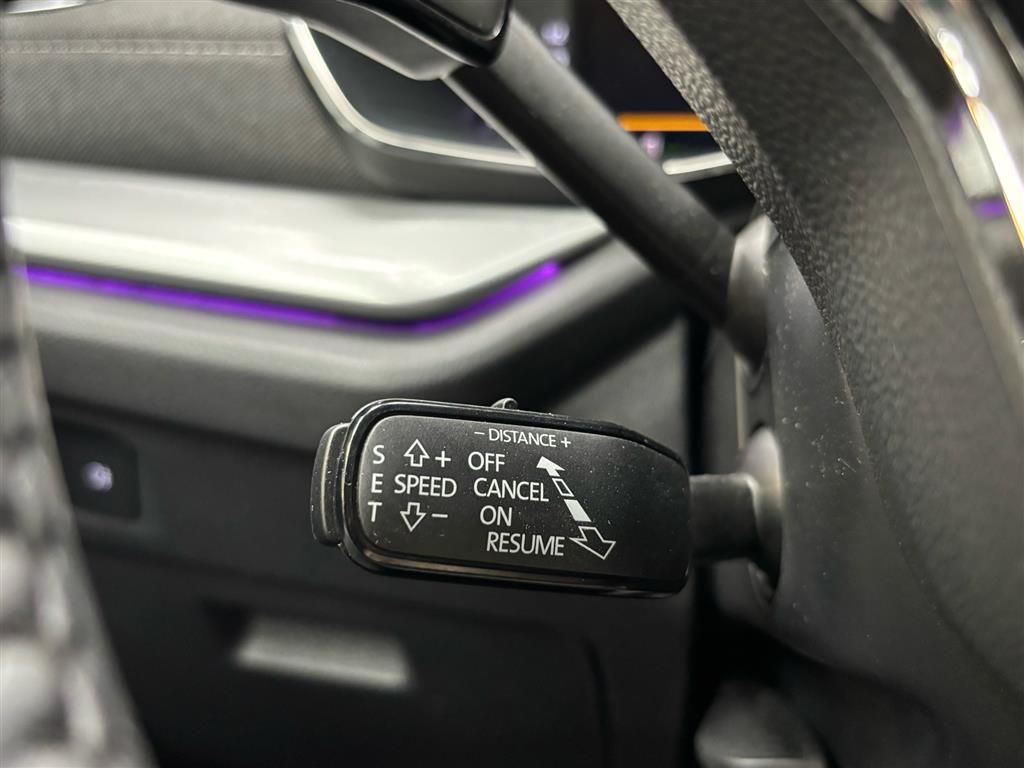 − DISTANCE +
S + OFF
E SPEED CANCEL
T − ON
RESUME